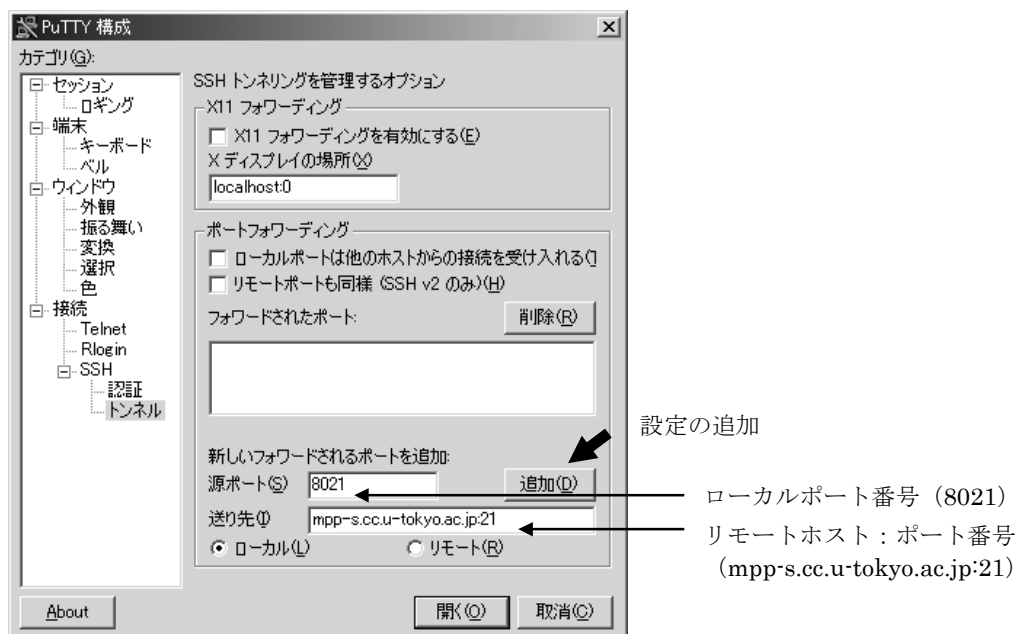 PuTTY 構成
カテゴリ(G):
セッション
ロギング
端末
キーボード
ベル
ウィンドウ
外観
振る舞い
変換
選択
色
接続
Telnet
Rlogin
SSH
認証
トンネル
SSH トンネリングを管理するオプション
X11 フォワーディング
X11 フォワーディングを有効にする(E)
X ディスプレイの場所(X)
localhost:0
ポートフォワーディング
ローカルポートは他のホストからの接続を受け入れる(
リモートポートも同様 (SSH v2 のみ)(H)
フォワードされたポート:
削除(R)
新しいフォワードされるポートを追加:
源ポート(S) 8021 追加(D)
送り先(I) mpp-s.cc.u-tokyo.ac.jp:21
ローカル(L) リモート(R)
About 開く(O) 取消(C)
設定の追加
ローカルポート番号(8021)
リモートホスト:ポート番号
(mpp-s.cc.u-tokyo.ac.jp:21)